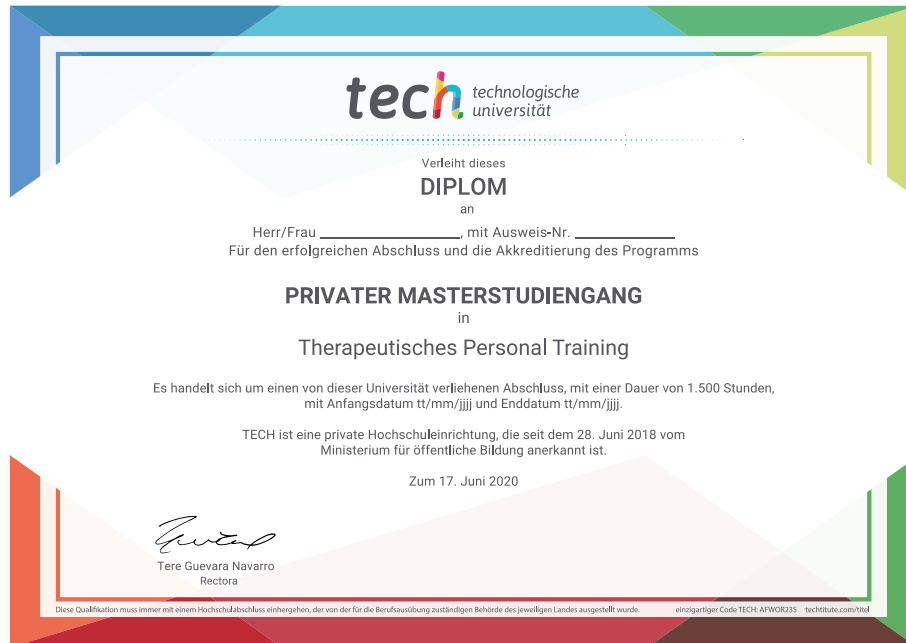 tech technologische
universität
Verleiht dieses
DIPLOM
an
Herr/Frau ____________________, mit Ausweis-Nr. ______________
Für den erfolgreichen Abschluss und die Akkreditierung des Programms
PRIVATER MASTERSTUDIENGANG
in
Therapeutisches Personal Training
Es handelt sich um einen von dieser Universität verliehenen Abschluss, mit einer Dauer von 1.500 Stunden,
mit Anfangsdatum tt/mm/jjjj und Enddatum tt/mm/jjjj.
TECH ist eine private Hochschuleinrichtung, die seit dem 28. Juni 2018 vom
Ministerium für öffentliche Bildung anerkannt ist.
Zum 17. Juni 2020
Tere Guevara Navarro
Rectora
Diese Qualifikation muss immer mit einem Hochschulabschluss einhergehen, der von der für die Berufsausübung zuständigen Behörde des jeweiligen Landes ausgestellt wurde. einzigartiger Code TECH: AFWOR23S techtitute.com/titel